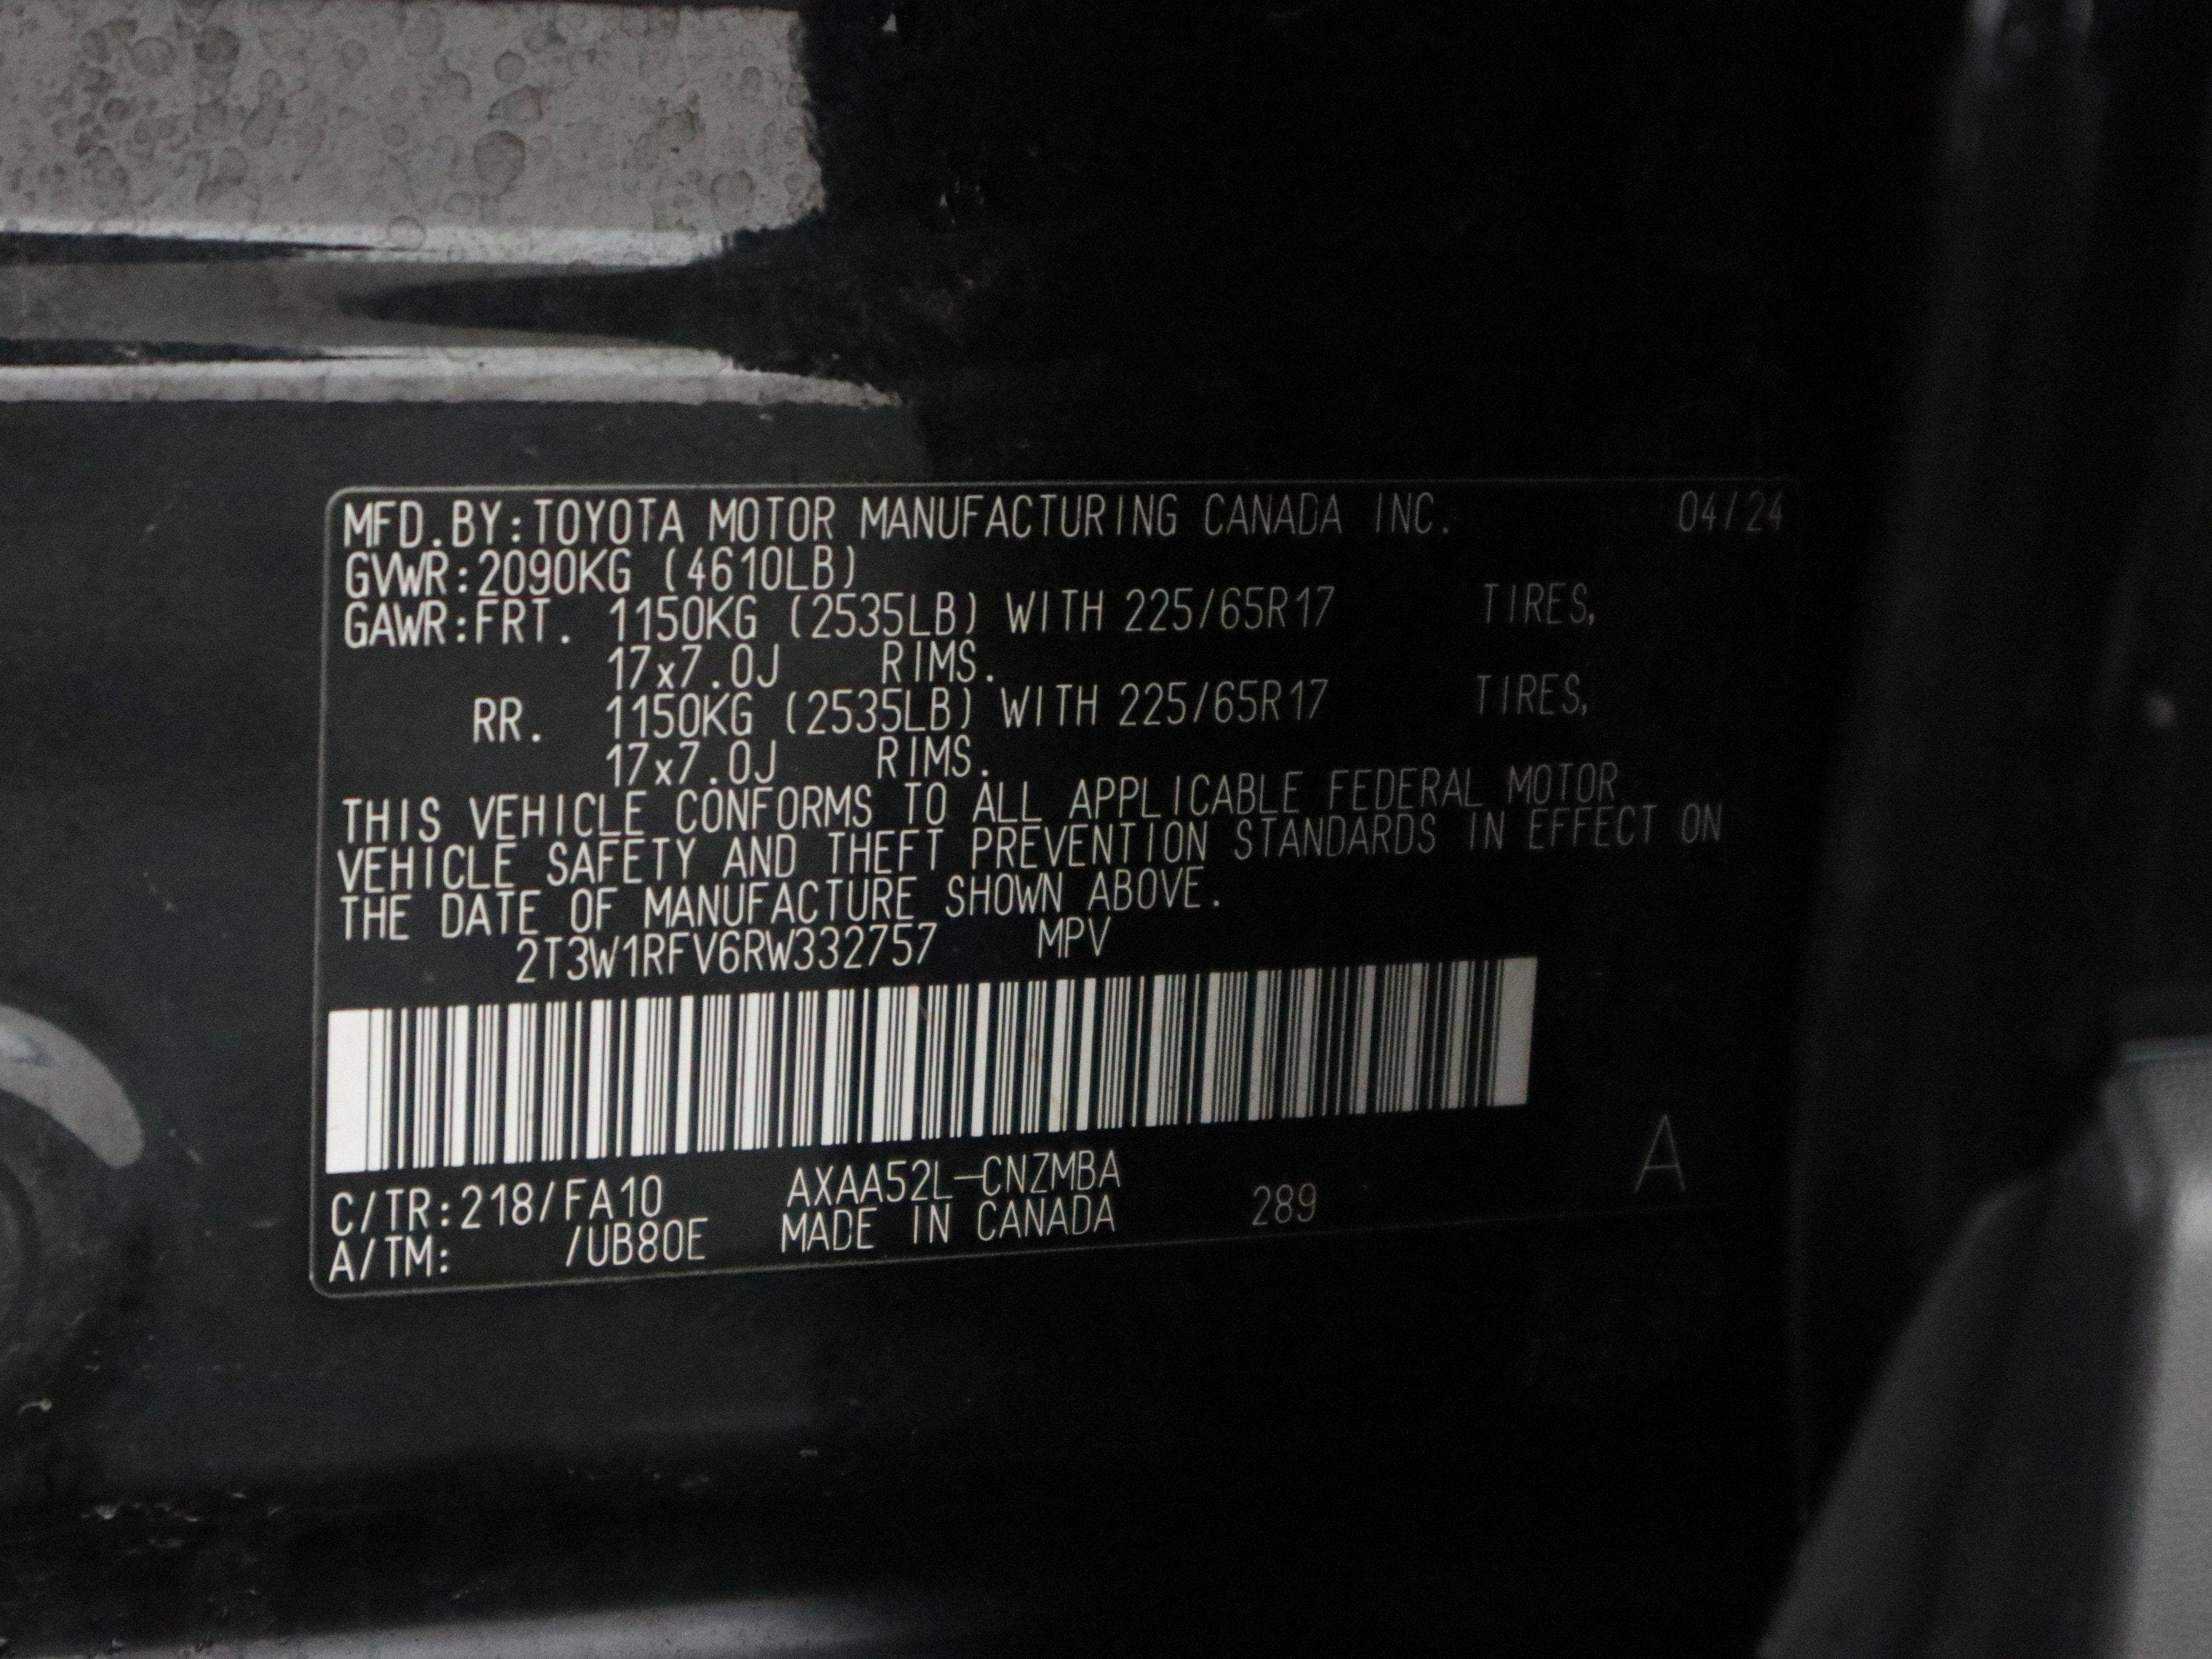 MFD.BY:TOYOTA MOTOR MANUFACTURING CANADA INC. 04/24
GVWR:2090KG (4610LB)
GAWR:FRT. 1150KG (2535LB) WITH 225/65R17 TIRES,
17x7.0J RIMS.
RR. 1150KG (2535LB) WITH 225/65R17 TIRES,
17x7.0J RIMS.
THIS VEHICLE CONFORMS TO ALL APPLICABLE FEDERAL MOTOR
VEHICLE SAFETY AND THEFT PREVENTION STANDARDS IN EFFECT ON
THE DATE OF MANUFACTURE SHOWN ABOVE.
2T3W1RFV6RW332757 MPV
C/TR:218/FA10 AXAA52L-CNZMBA
A/TM: /UB80E MADE IN CANADA 289 A